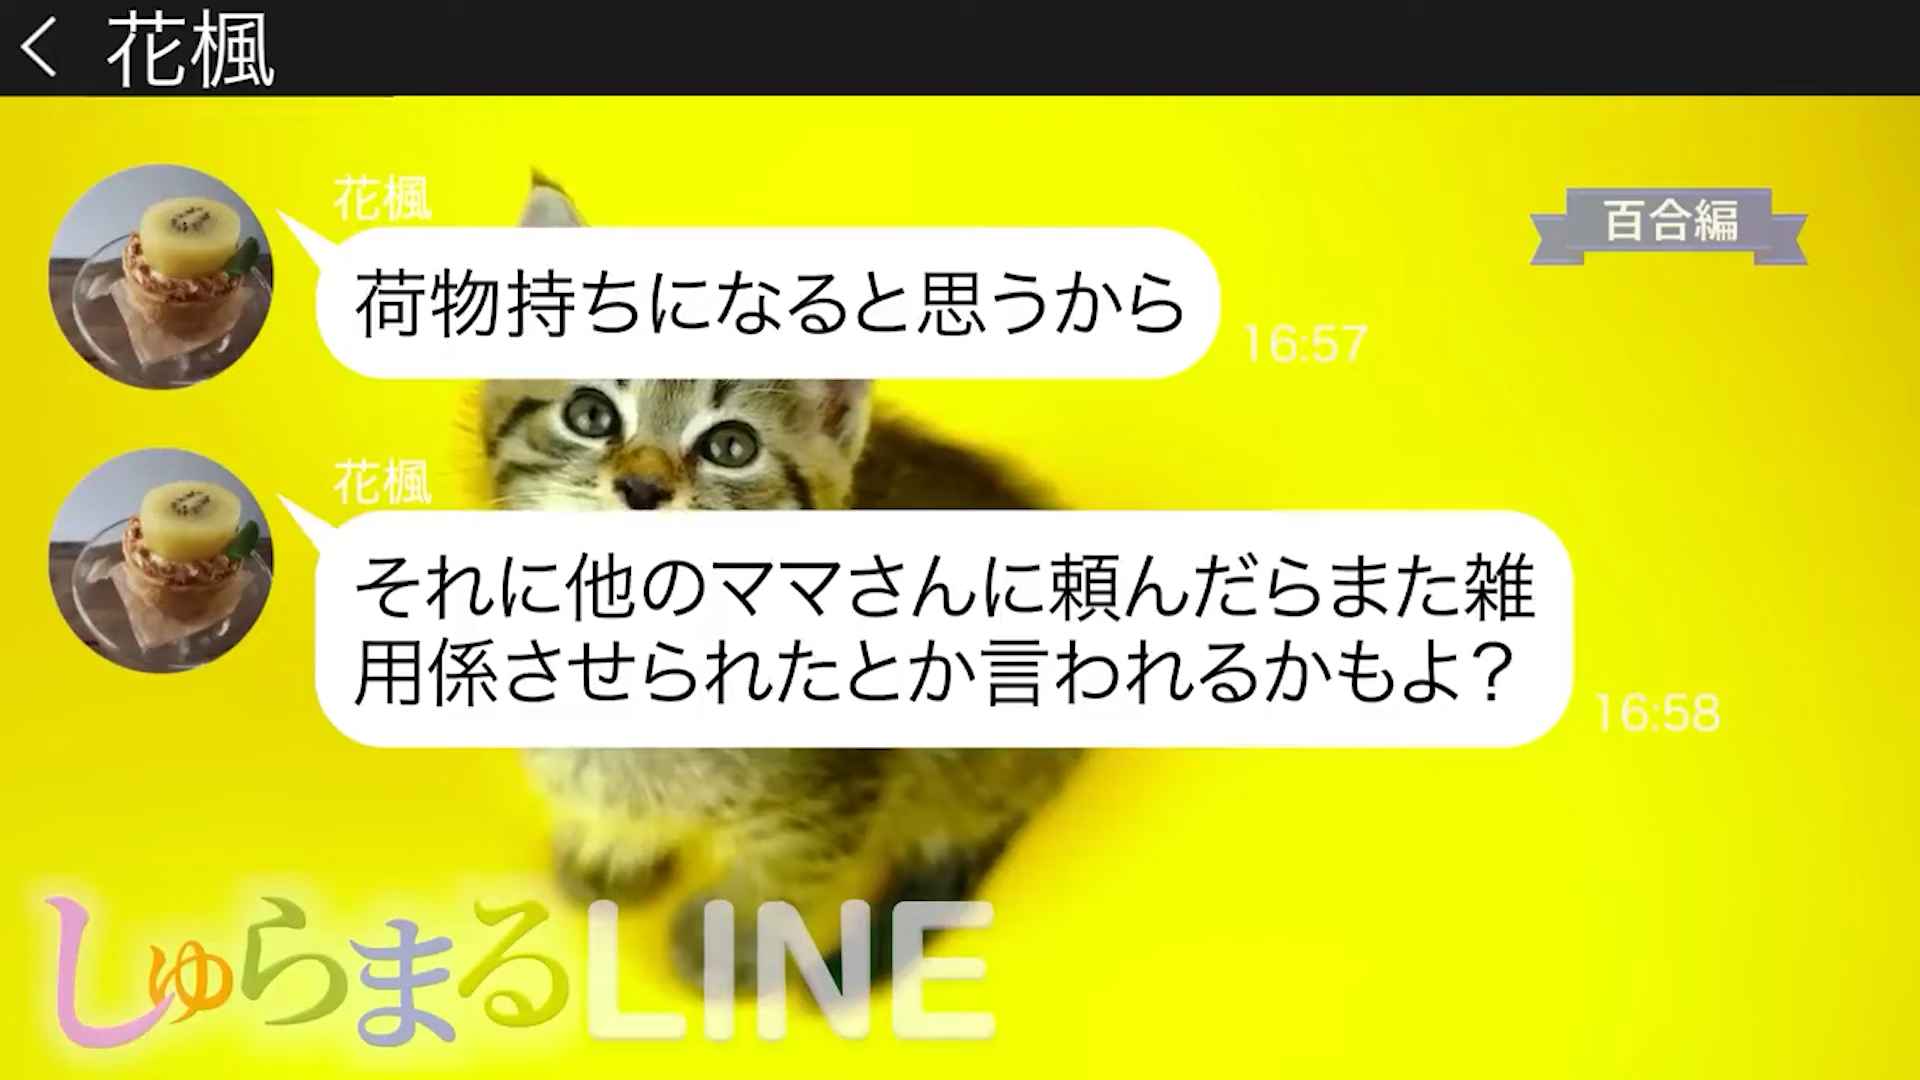 花楓
百合編
花楓
荷物持ちになると思うから
16:57
花楓
それに他のママさんに頼んだらまた雑
用係させられたとか言われるかもよ？
16:58
しゅらまるLINE